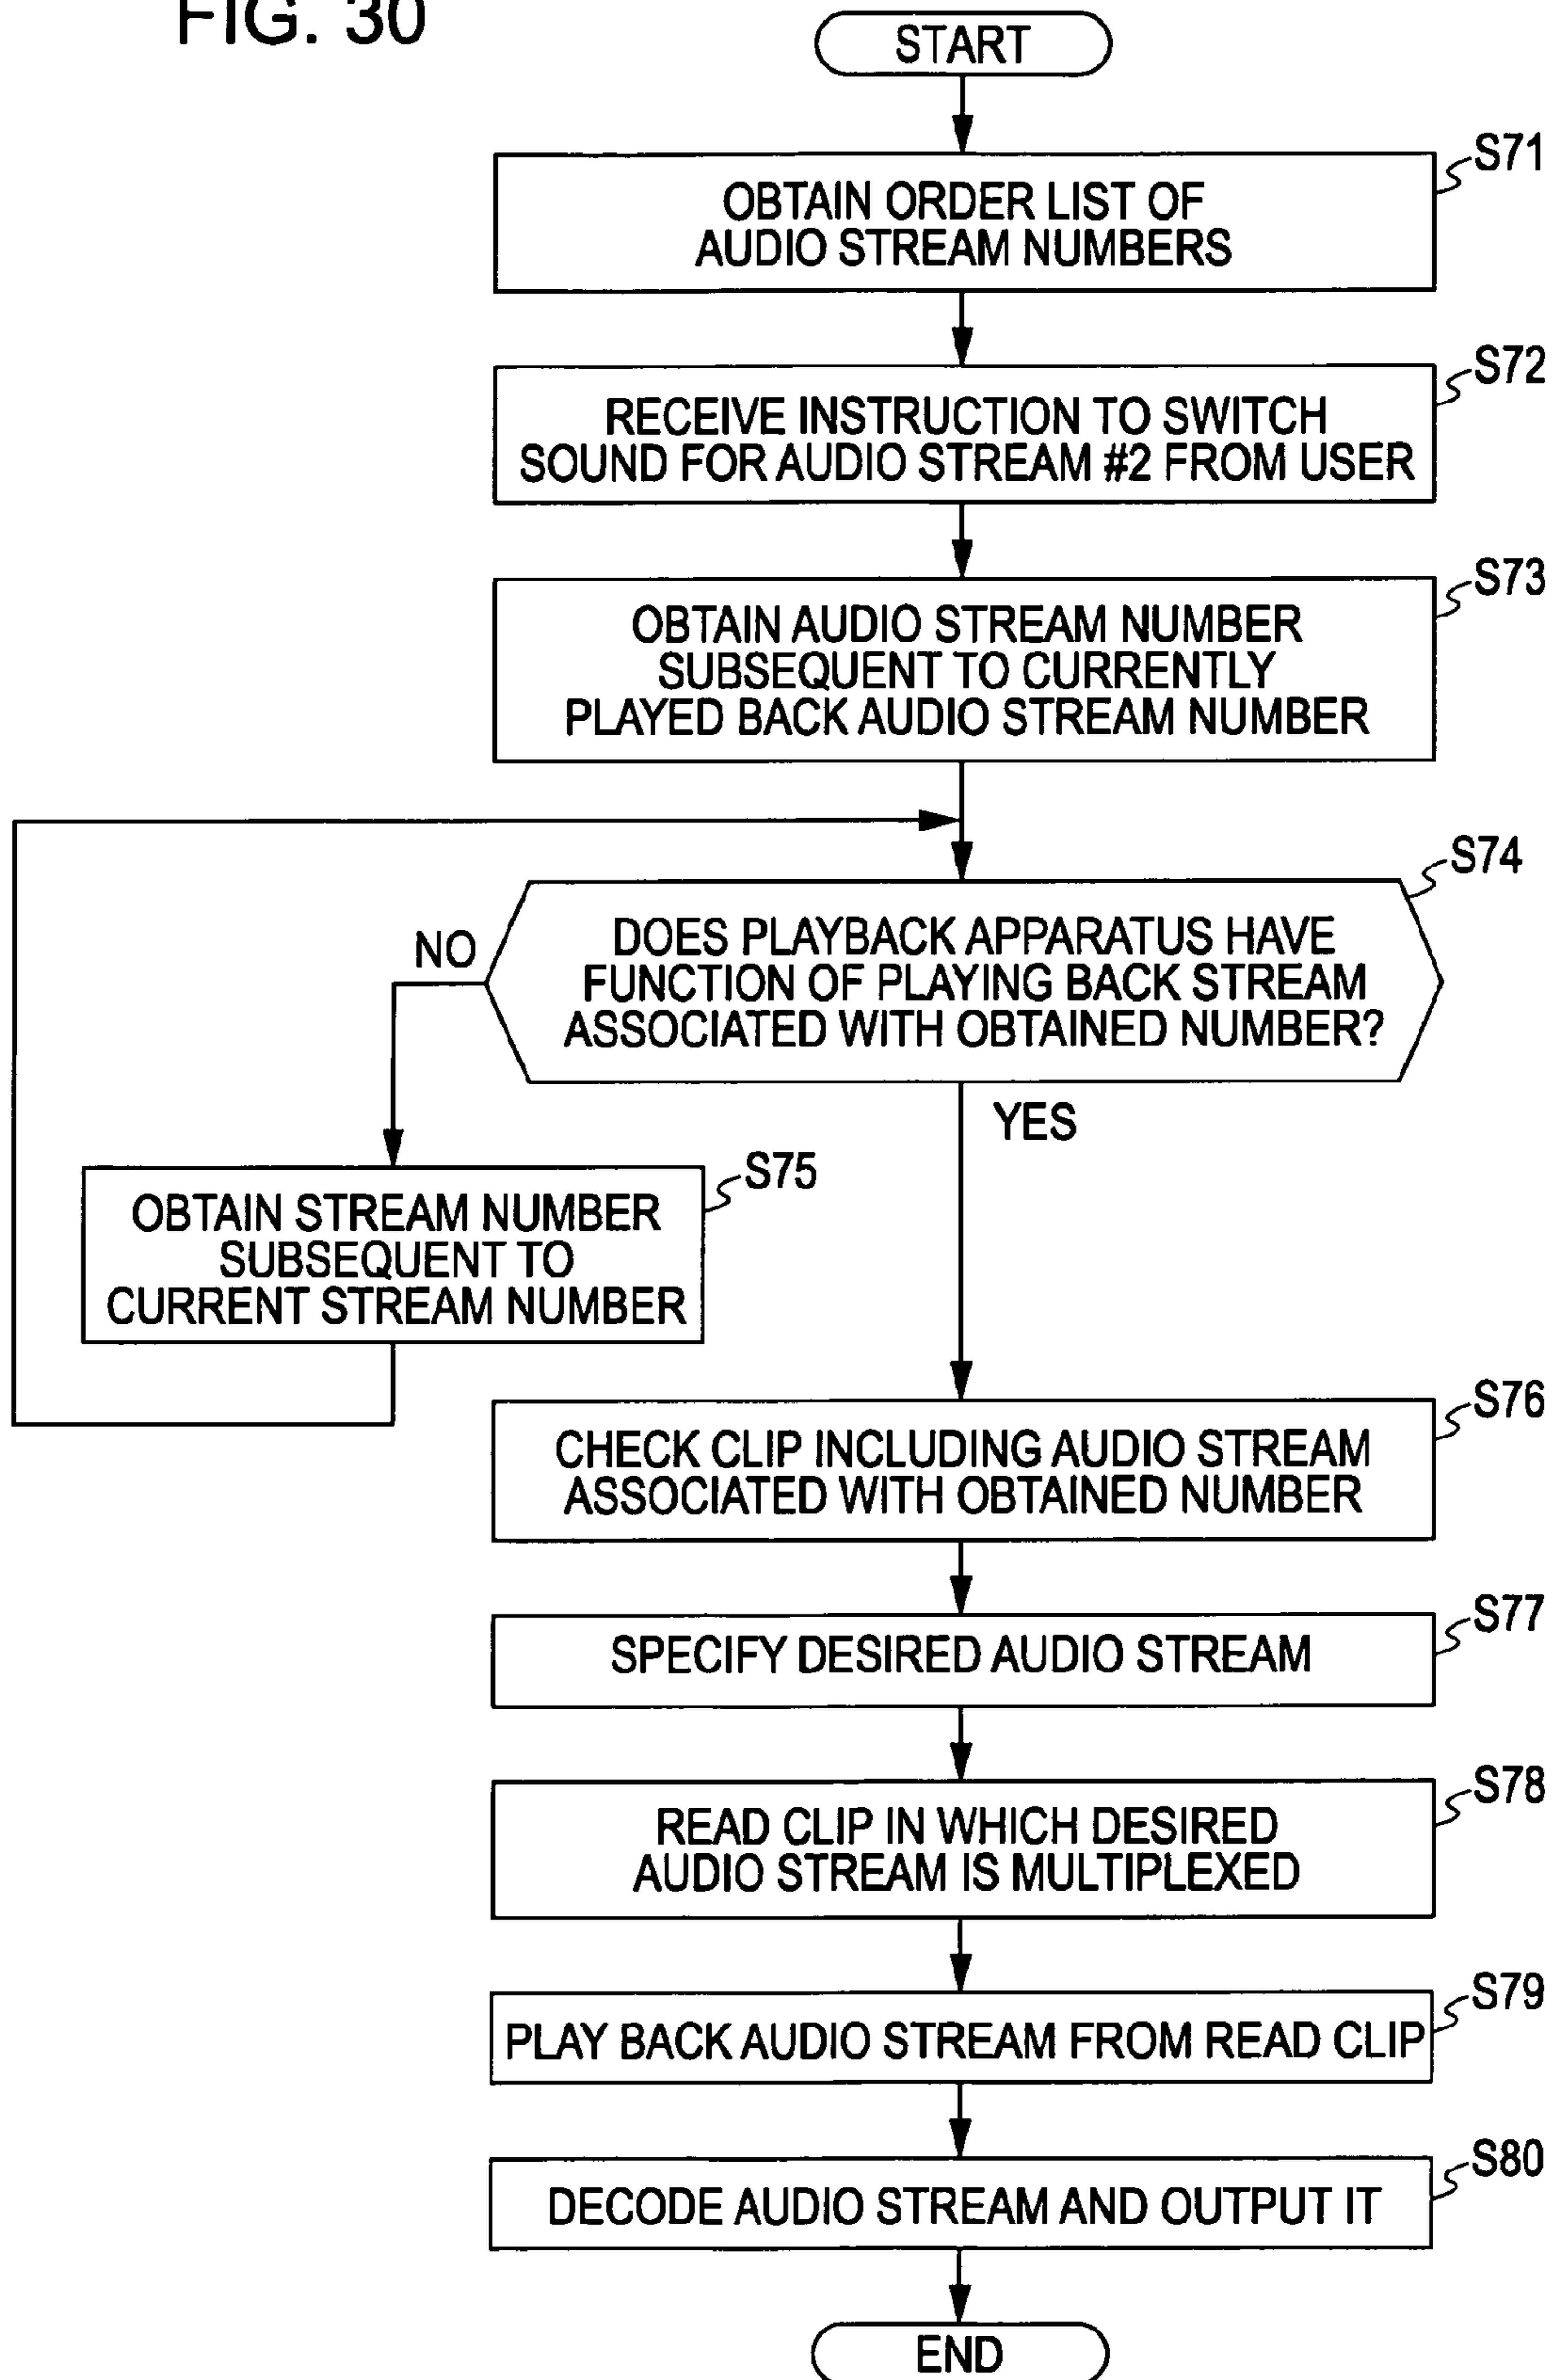 FIG. 30
START
S71
OBTAIN ORDER LIST OF
AUDIO STREAM NUMBERS
S72
RECEIVE INSTRUCTION TO SWITCH
SOUND FOR AUDIO STREAM #2 FROM USER
S73
OBTAIN AUDIO STREAM NUMBER
SUBSEQUENT TO CURRENTLY
PLAYED BACK AUDIO STREAM NUMBER
S74
DOES PLAYBACK APPARATUS HAVE
FUNCTION OF PLAYING BACK STREAM
ASSOCIATED WITH OBTAINED NUMBER?
NO
YES
S75
OBTAIN STREAM NUMBER
SUBSEQUENT TO
CURRENT STREAM NUMBER
S76
CHECK CLIP INCLUDING AUDIO STREAM
ASSOCIATED WITH OBTAINED NUMBER
S77
SPECIFY DESIRED AUDIO STREAM
S78
READ CLIP IN WHICH DESIRED
AUDIO STREAM IS MULTIPLEXED
S79
PLAY BACK AUDIO STREAM FROM READ CLIP
S80
DECODE AUDIO STREAM AND OUTPUT IT
END